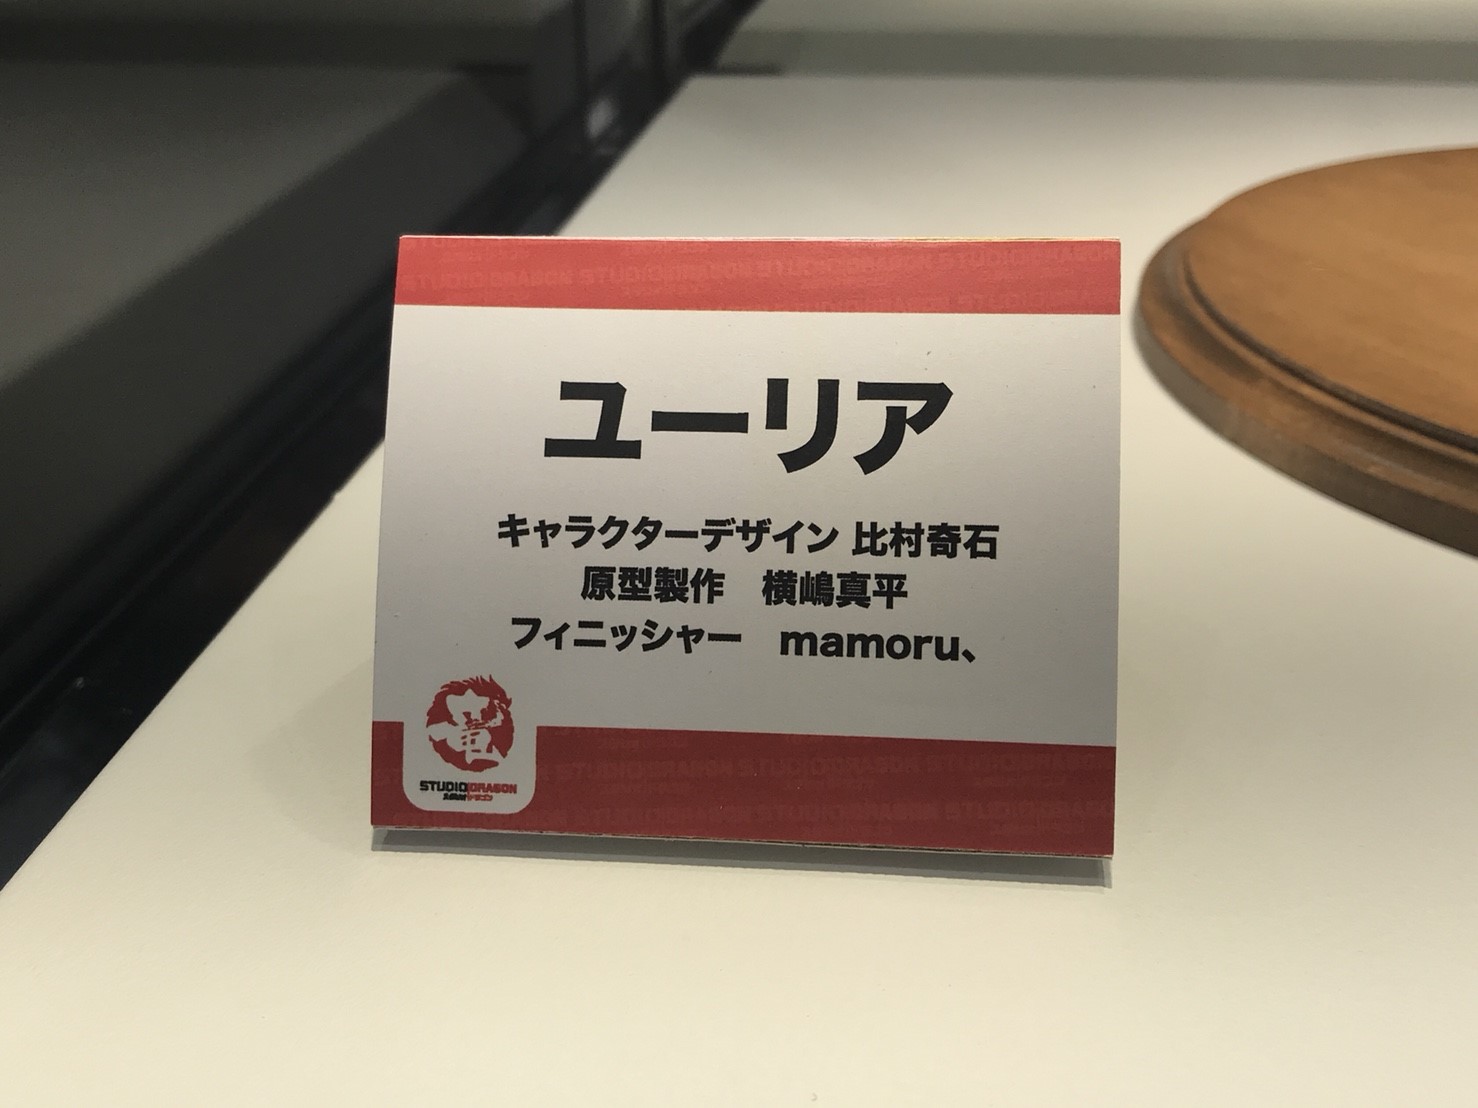 ユーリア
キャラクターデザイン 比村奇石
原型製作　横嶋真平
フィニッシャー　mamoru、
竜
STUDIO DRAGON